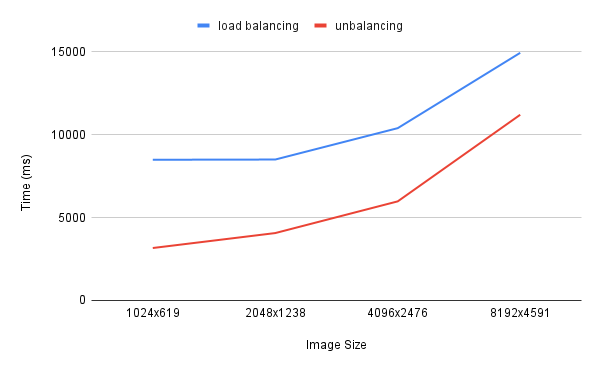 load balancing unbalancing
15000
10000
5000
0
Time (ms)
1024x619 2048x1238 4096x2476 8192x4591
Image Size